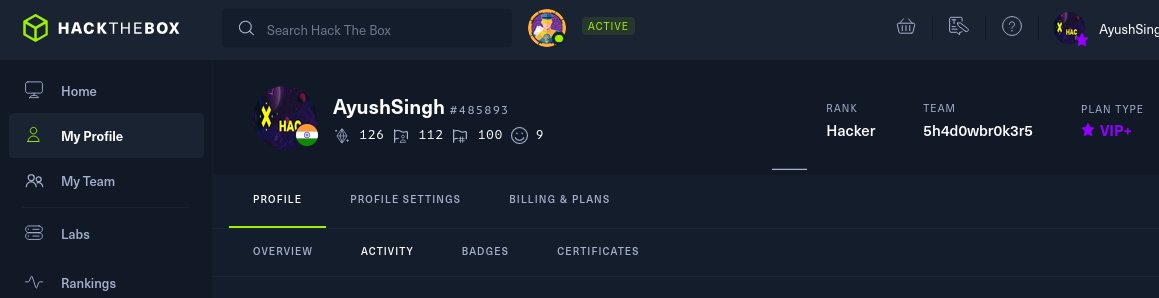 HACKTHEBOX
Search Hack The Box
ACTIVE
AyushSing
Home
My Profile
My Team
Labs
Rankings
AyushSingh #485893
126 112 100 9
RANK
Hacker
TEAM
5h4d0wbr0k3r5
PLAN TYPE
VIP+
PROFILE PROFILE SETTINGS BILLING & PLANS
OVERVIEW ACTIVITY BADGES CERTIFICATES